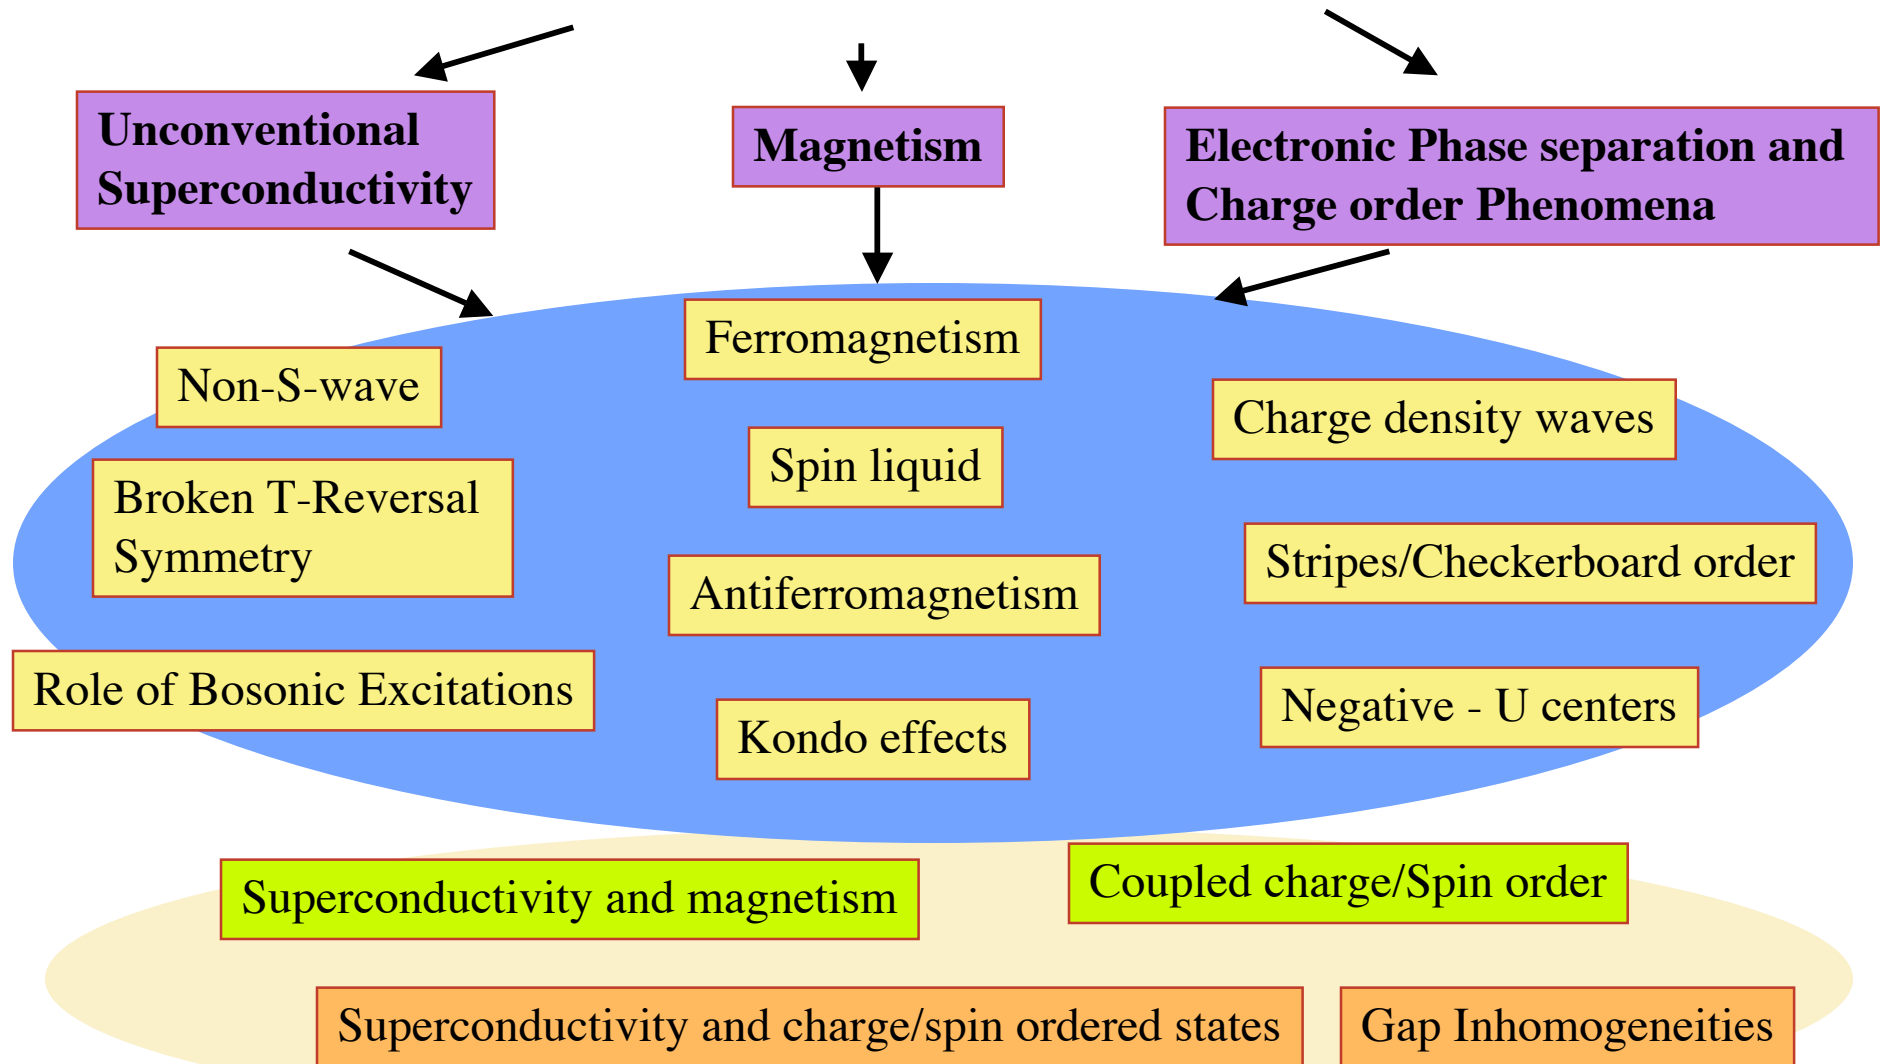 Unconventional
Superconductivity
Magnetism
Electronic Phase separation and
Charge order Phenomena
Ferromagnetism
Non-S-wave
Charge density waves
Spin liquid
Broken T-Reversal
Symmetry
Stripes/Checkerboard order
Antiferromagnetism
Role of Bosonic Excitations
Negative - U centers
Kondo effects
Superconductivity and magnetism
Coupled charge/Spin order
Superconductivity and charge/spin ordered states
Gap Inhomogeneities